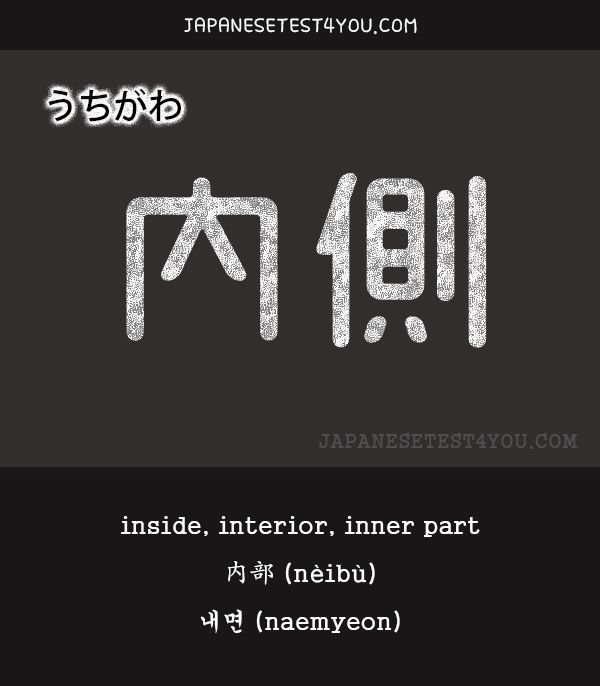 JAPANESETEST4YOU.COM
うちがわ
内側
JAPANESETEST4YOU.COM
inside, interior, inner part
内部 (nèibù)
내면 (naemyeon)